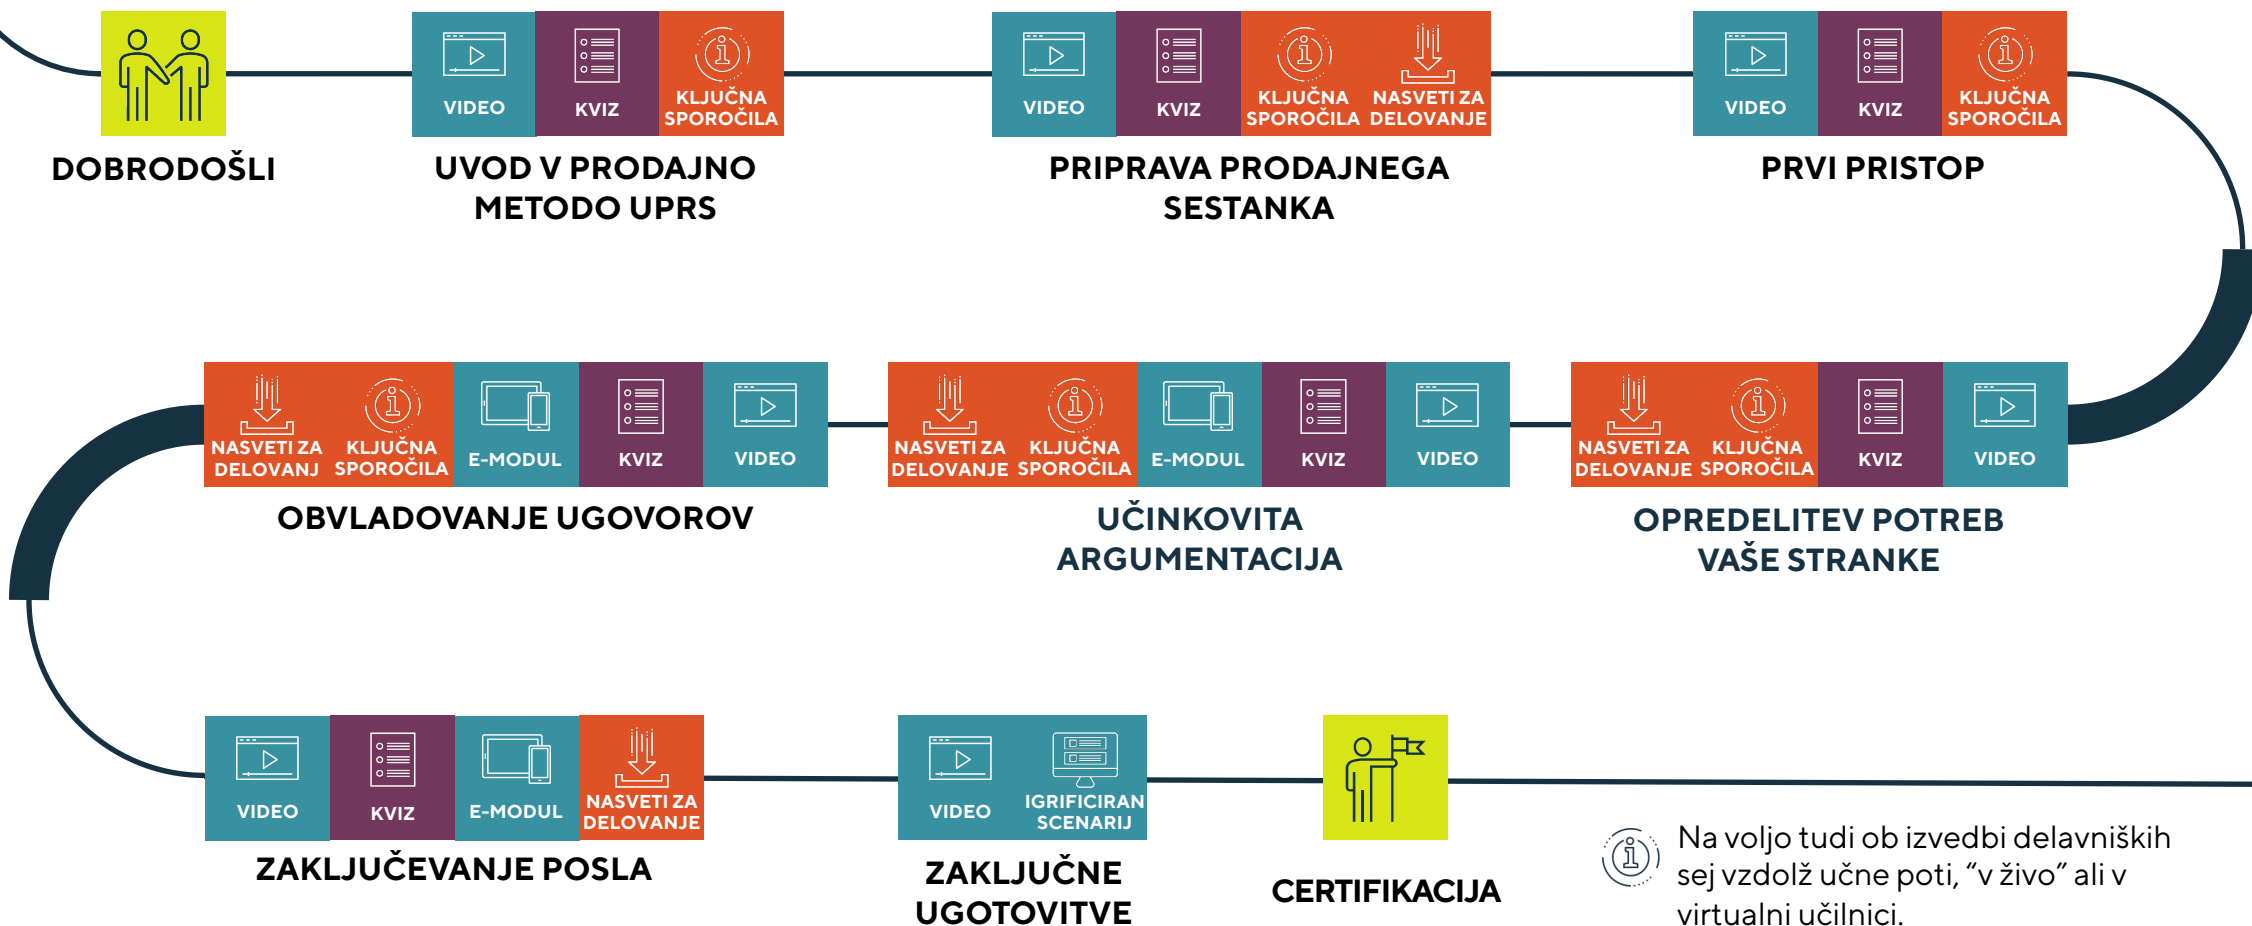 VIDEO
KVIZ
KLJUČNA
SPOROČILA
VIDEO
KVIZ
KLJUČNA
SPOROČILA
NASVETI ZA
DELOVANJE
VIDEO
KVIZ
KLJUČNA
SPOROČILA
DOBRODOŠLI
UVOD V PRODAJNO
METODO UPRS
PRIPRAVA PRODAJNEGA
SESTANKA
PRVI PRISTOP
NASVETI ZA
DELOVANJ
KLJUČNA
SPOROČILA
E-MODUL
KVIZ
VIDEO
NASVETI ZA
DELOVANJE
KLJUČNA
SPOROČILA
E-MODUL
KVIZ
VIDEO
NASVETI ZA
DELOVANJE
KLJUČNA
SPOROČILA
KVIZ
VIDEO
OBVLADOVANJE UGOVOROV
UČINKOVITA
ARGUMENTACIJA
OPREDELITEV POTREB
VAŠE STRANKE
VIDEO
KVIZ
E-MODUL
NASVETI ZA
DELOVANJE
VIDEO
IGRIFICIRAN
SCENARIJ
ZAKLJUČEVANJE POSLA
ZAKLJUČNE
UGOTOVITVE
CERTIFIKACIJA
Na voljo tudi ob izvedbi delavniških
sej vzdolž učne poti, “v živo” ali v
virtualni učilnici.